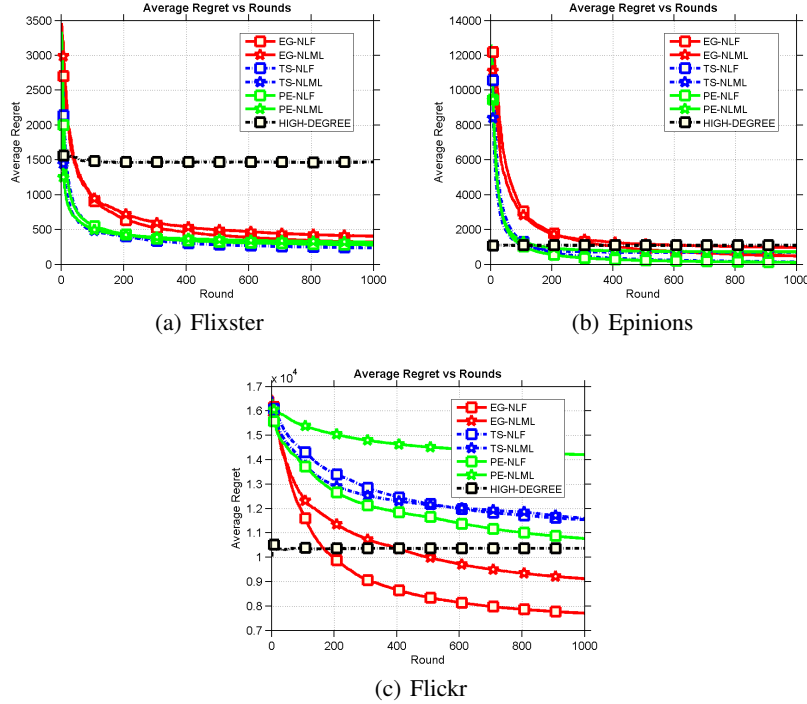 Average Regret vs Rounds
3500
3000
2500
2000
1500
1000
500
0
Average Regret
0
200
400
600
800
1000
Round
EG-NLF
EG-NLML
TS-NLF
TS-NLML
PE-NLF
PE-NLML
HIGH-DEGREE
(a) Flixster
Average Regret vs Rounds
14000
12000
10000
8000
6000
4000
2000
0
Average Regret
0
200
400
600
800
1000
Round
EG-NLF
EG-NLML
TS-NLF
TS-NLML
PE-NLF
PE-NLML
HIGH-DEGREE
(b) Epinions
Average Regret vs Rounds
x 10⁴
1.7
1.6
1.5
1.4
1.3
1.2
1.1
1
0.9
0.8
0.7
Average Regret
0
200
400
600
800
1000
Round
EG-NLF
EG-NLML
TS-NLF
TS-NLML
PE-NLF
PE-NLML
HIGH-DEGREE
(c) Flickr